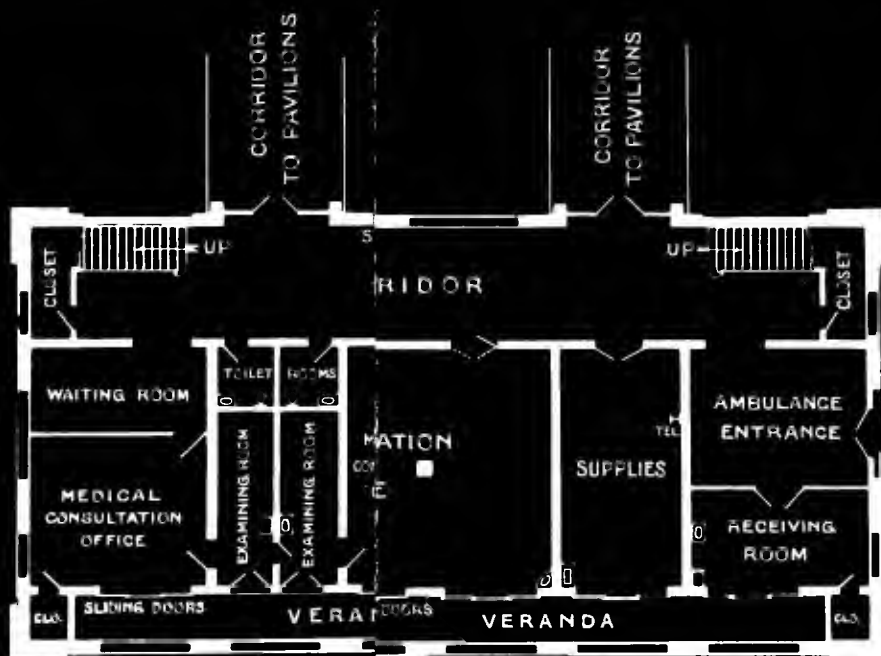 CORRIDOR
TO PAVILIONS
CORRIDOR
TO PAVILIONS
UP
S
UP
CLOSET
RIDOR
CLOSET
TOILET
ROOMS
WAITING ROOM
AMBULANCE
ENTRANCE
ATION
TEL
SUPPLIES
EXAMINING ROOM
EXAMINING ROOM
MEDICAL
CONSULTATION
OFFICE
RECEIVING
ROOM
CLO.
SLIDING DOORS
VERA
DOORS
VERANDA
CLO.